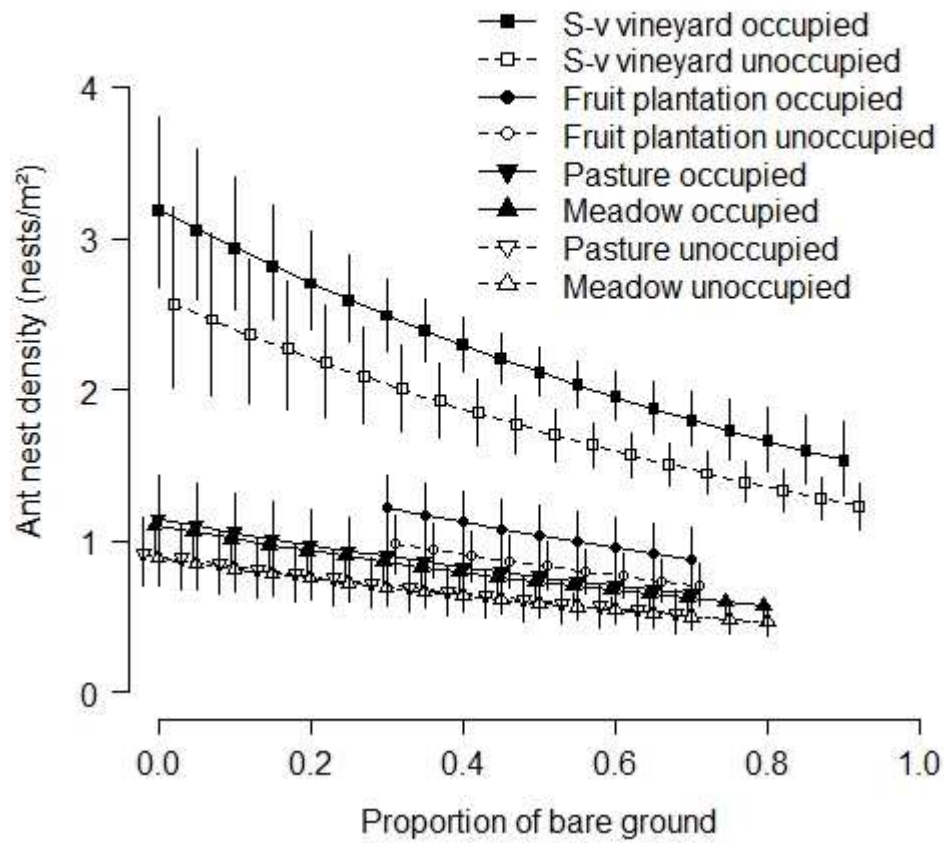 S-v vineyard occupied
S-v vineyard unoccupied
Fruit plantation occupied
Fruit plantation unoccupied
Pasture occupied
Meadow occupied
Pasture unoccupied
Meadow unoccupied
Ant nest density (nests/m²)
4
3
2
1
0
0.0 0.2 0.4 0.6 0.8 1.0
Proportion of bare ground